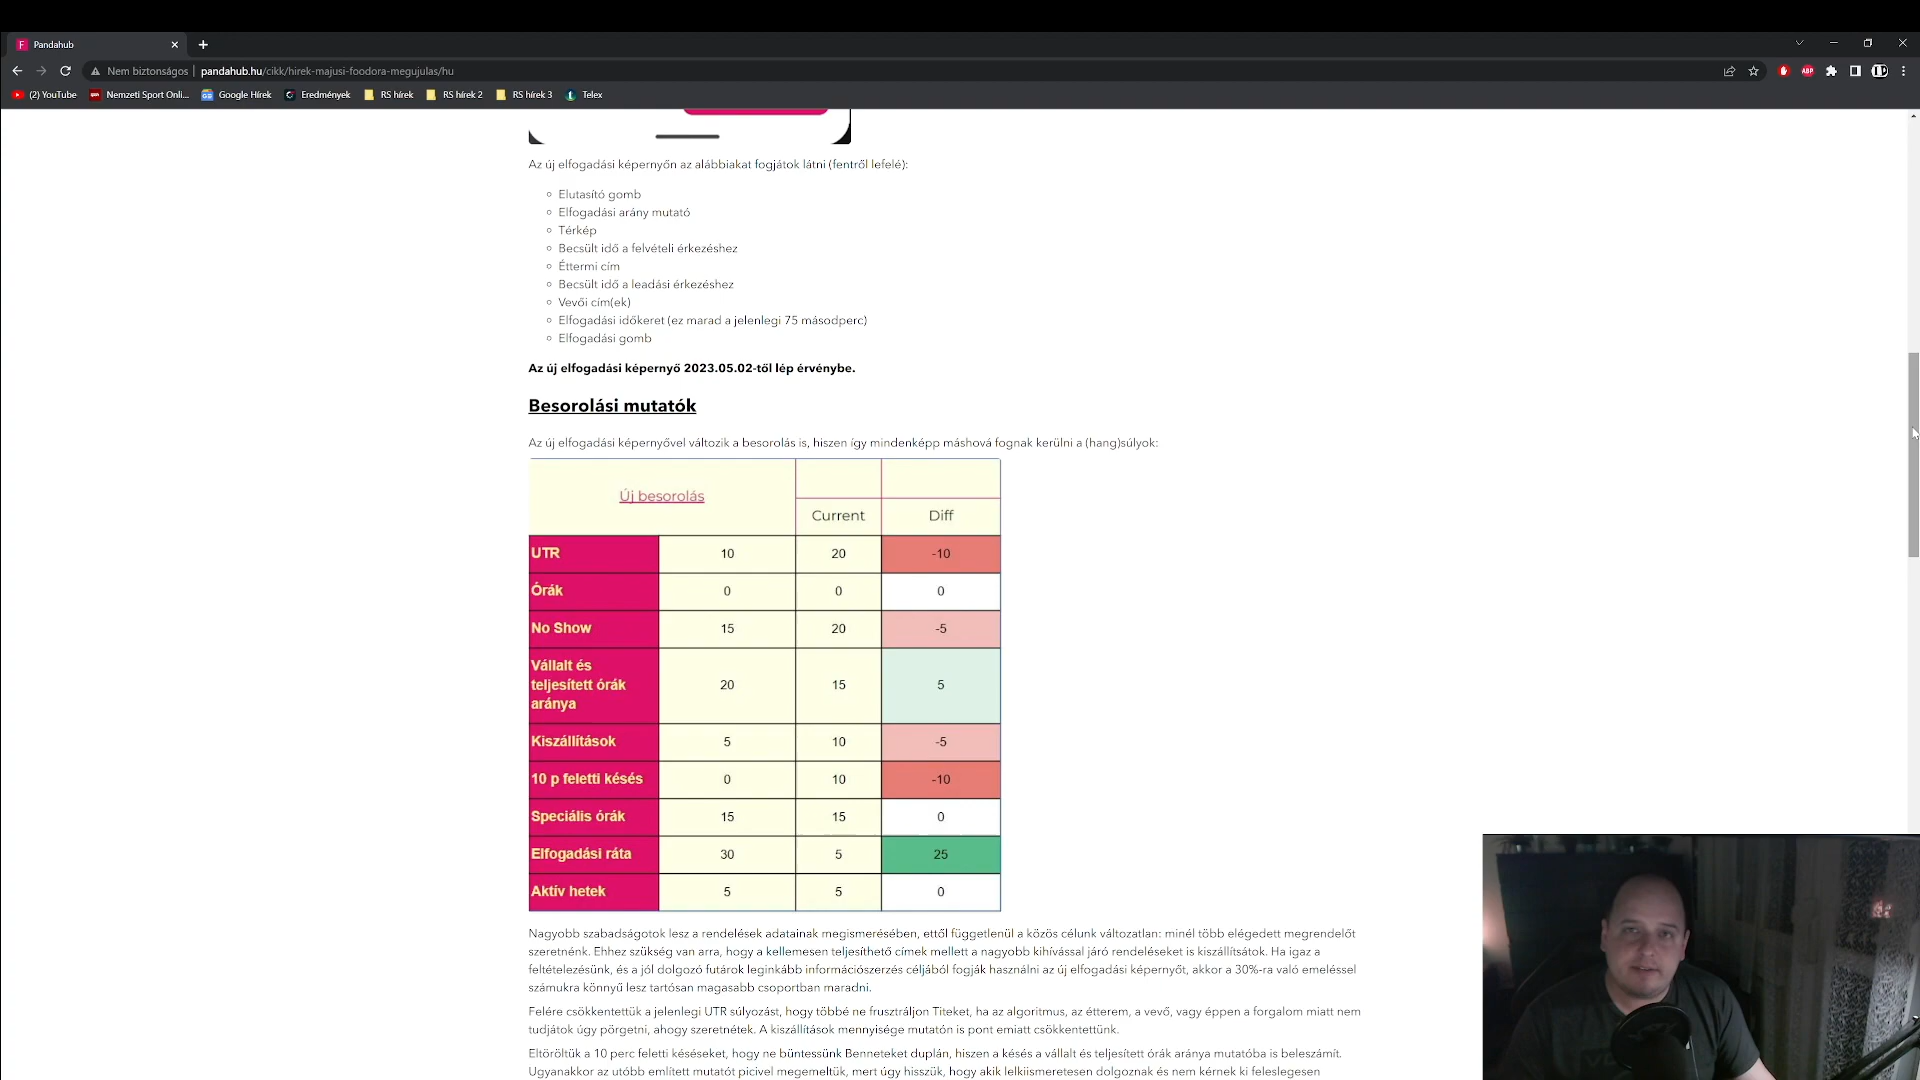 Pandahub
Nem biztonságos
pandahub.hu/cikk/hirek-majusi-foodora-megujulas/hu
ABP
(2) YouTube
Nemzeti Sport Onli...
Google Hírek
Eredmények
RS hírek
RS hírek 2
RS hírek 3
Telex
Az új elfogadási képernyőn az alábbiakat fogjátok látni (fentről lefelé):
Elutasító gomb
Elfogadási arány mutató
Térkép
Becsült idő a felvételi érkezéshez
Éttermi cím
Becsült idő a leadási érkezéshez
Vevői cím(ek)
Elfogadási időkeret (ez marad a jelenlegi 75 másodperc)
Elfogadási gomb
Az új elfogadási képernyő 2023.05.02-től lép érvénybe.
Besorolási mutatók
Az új elfogadási képernyővel változik a besorolás is, hiszen így mindenképp máshová fognak kerülni a (hang)súlyok:
Új besorolás
Current Diff
UTR 10 20 -10
Órák 0 0 0
No Show 15 20 -5
Vállalt és
teljesített órák 20 15 5
aránya
Kiszállítások 5 10 -5
10 p feletti késés 0 10 -10
Speciális órák 15 15 0
Elfogadási ráta 30 5 25
Aktív hetek 5 5 0
Nagyobb szabadságotok lesz a rendelések adatainak megismerésében, ettől függetlenül a közös célunk változatlan: minél több elégedett megrendelőt
szeretnénk. Ehhez szükség van arra, hogy a kellemesen teljesíthető címek mellett a nagyobb kihívással járó rendeléseket is kiszállítsátok. Ha igaz a
feltételezésünk, és a jól dolgozó futárok leginkább információszerzés céljából fogják használni az új elfogadási képernyőt, akkor a 30%-ra való emeléssel
számukra könnyű lesz tartósan magasabb csoportban maradni.
Felére csökkentettük a jelenlegi UTR súlyozást, hogy többé ne frusztráljon Titeket, ha az algoritmus, az étterem, a vevő, vagy éppen a forgalom miatt nem
tudjátok úgy pörgetni, ahogy szeretnétek. A kiszállítások mennyisége mutatón is pont emiatt csökkentettünk.
Eltöröltük a 10 perc feletti késéseket, hogy ne büntessünk Benneteket duplán, hiszen a késés a vállalt és teljesített órák aránya mutatóba is beleszámít.
Ugyanakkor az utóbb említett mutatót picivel megemeltük, mert úgy hisszük, hogy akik lelkiismeretesen dolgoznak és nem kérnek ki feleslegesen